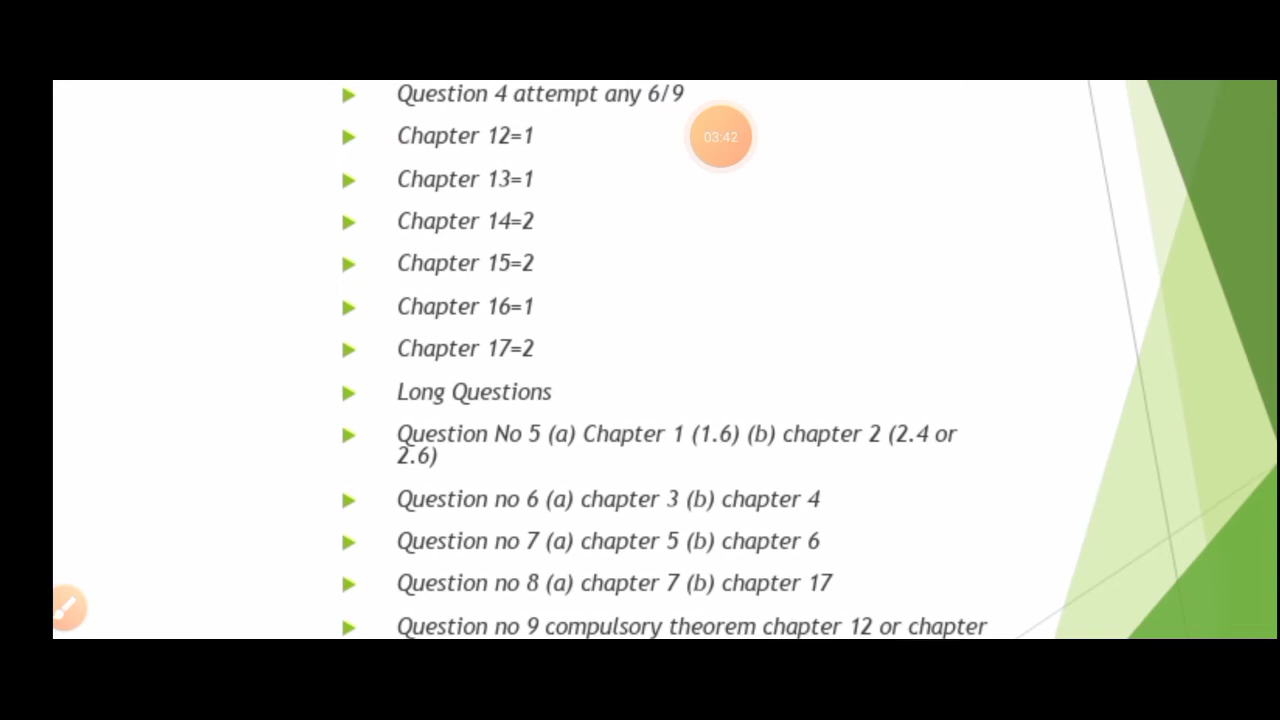 Question 4 attempt any 6/9
03:42
Chapter 12=1
Chapter 13=1
Chapter 14=2
Chapter 15=2
Chapter 16=1
Chapter 17=2
Long Questions
Question No 5 (a) Chapter 1 (1.6) (b) chapter 2 (2.4 or
2.6)
Question no 6 (a) chapter 3 (b) chapter 4
Question no 7 (a) chapter 5 (b) chapter 6
Question no 8 (a) chapter 7 (b) chapter 17
Question no 9 compulsory theorem chapter 12 or chapter